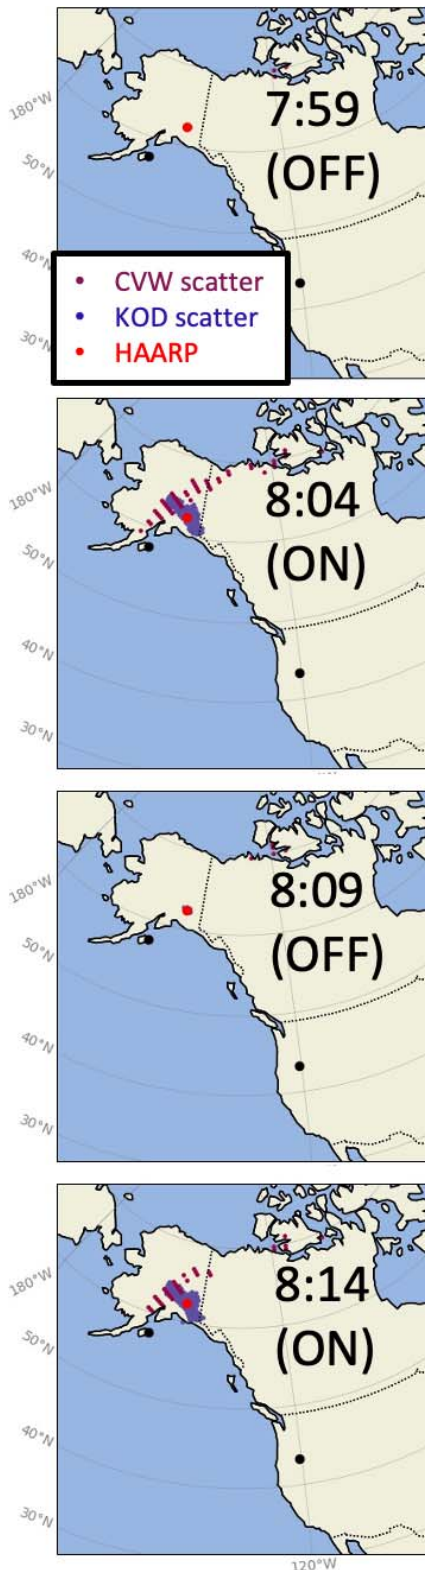 7:59
(OFF)
180°W
50°N
40°N
30°N
• CVW scatter
• KOD scatter
• HAARP
8:04
(ON)
180°W
50°N
40°N
30°N
8:09
(OFF)
180°W
50°N
40°N
30°N
8:14
(ON)
180°W
50°N
40°N
30°N
120°W